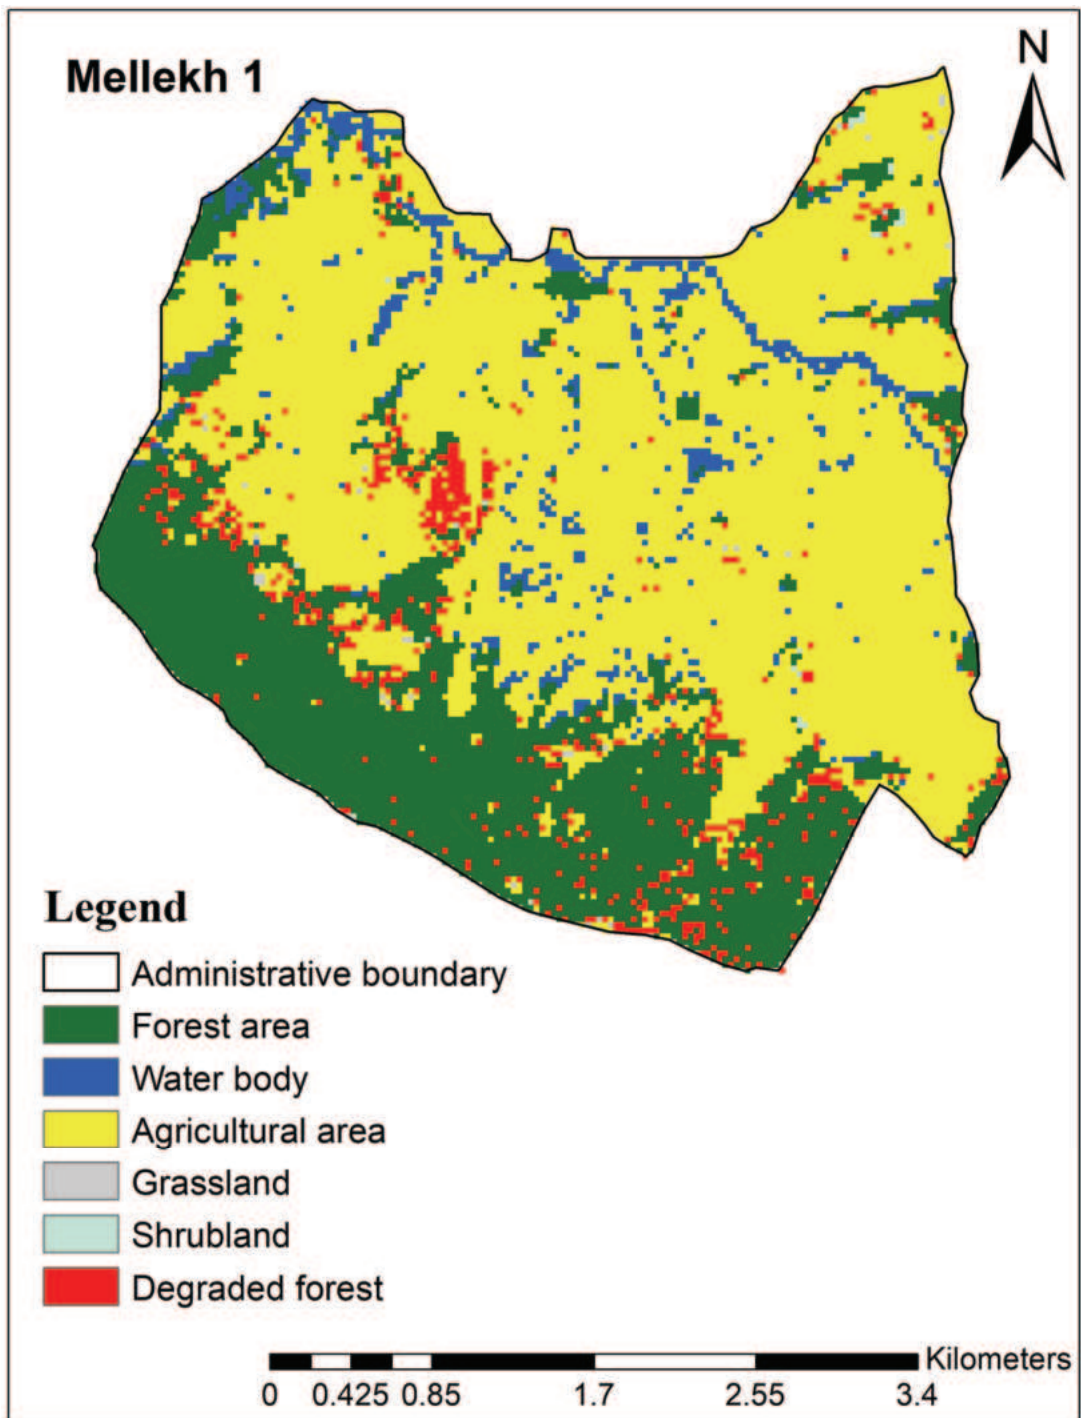 Mellekh 1
N
Legend
Administrative boundary
Forest area
Water body
Agricultural area
Grassland
Shrubland
Degraded forest
Kilometers
0 0.425 0.85 1.7 2.55 3.4